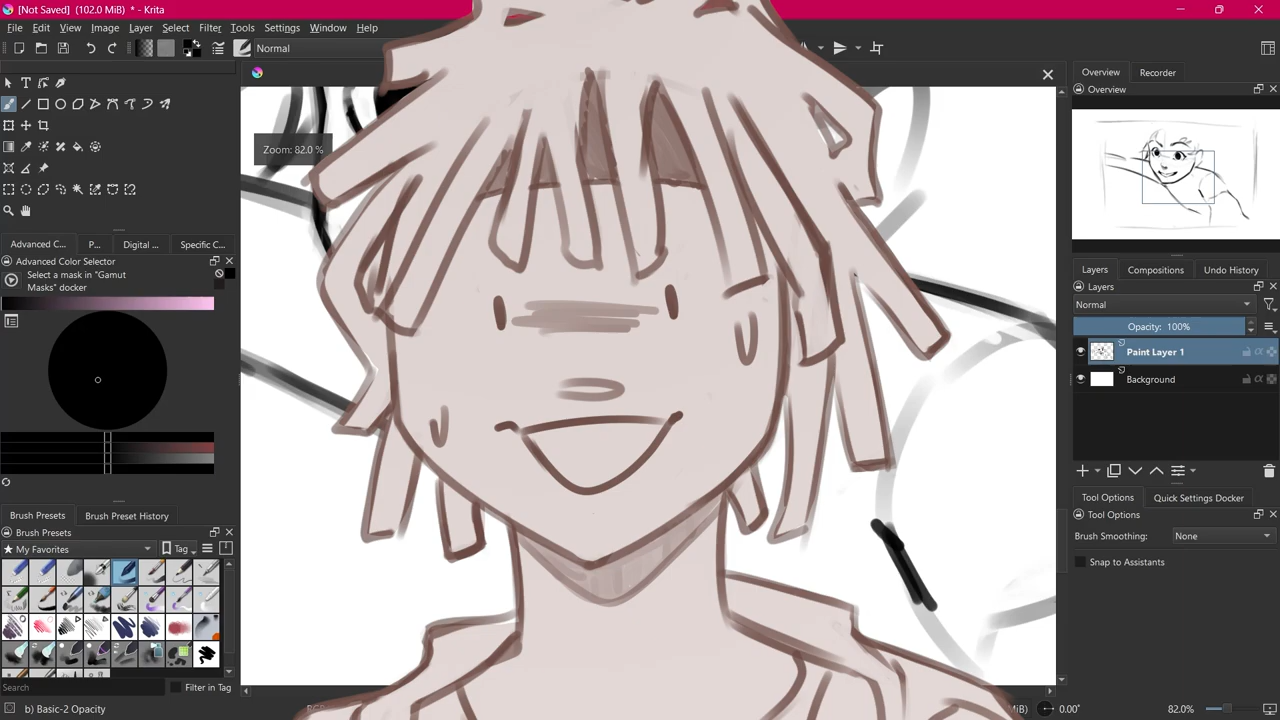 [Not Saved] (102.0 MiB) * - Krita
File Edit View Image Layer Select Filter Tools Settings Window Help
Normal
Zoom: 82.0 %
Advanced C... P... Digital ... Specific C...
Advanced Color Selector
Select a mask in "Gamut
Masks" docker
Brush Presets Brush Preset History
Brush Presets
My Favorites Tag
Search Filter in Tag
b) Basic-2 Opacity
Overview Recorder
Overview
Layers Compositions Undo History
Layers
Normal
Opacity: 100%
Paint Layer 1
Background
Tool Options Quick Settings Docker
Tool Options
Brush Smoothing: None
Snap to Assistants
MiB) 0.00° 82.0%